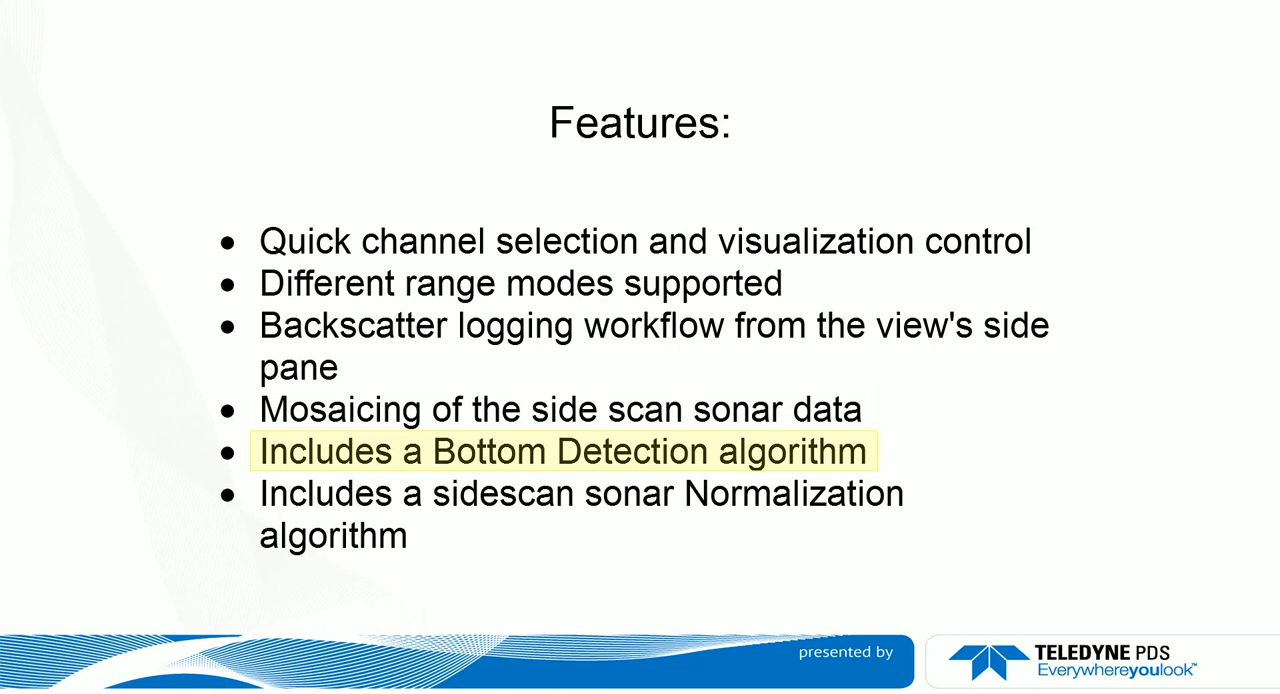 Features:
• Quick channel selection and visualization control
• Different range modes supported
• Backscatter logging workflow from the view's side
pane
• Mosaicing of the side scan sonar data
• Includes a Bottom Detection algorithm
• Includes a sidescan sonar Normalization
algorithm
presented by
TELEDYNE PDS
Everywhereyoulook™